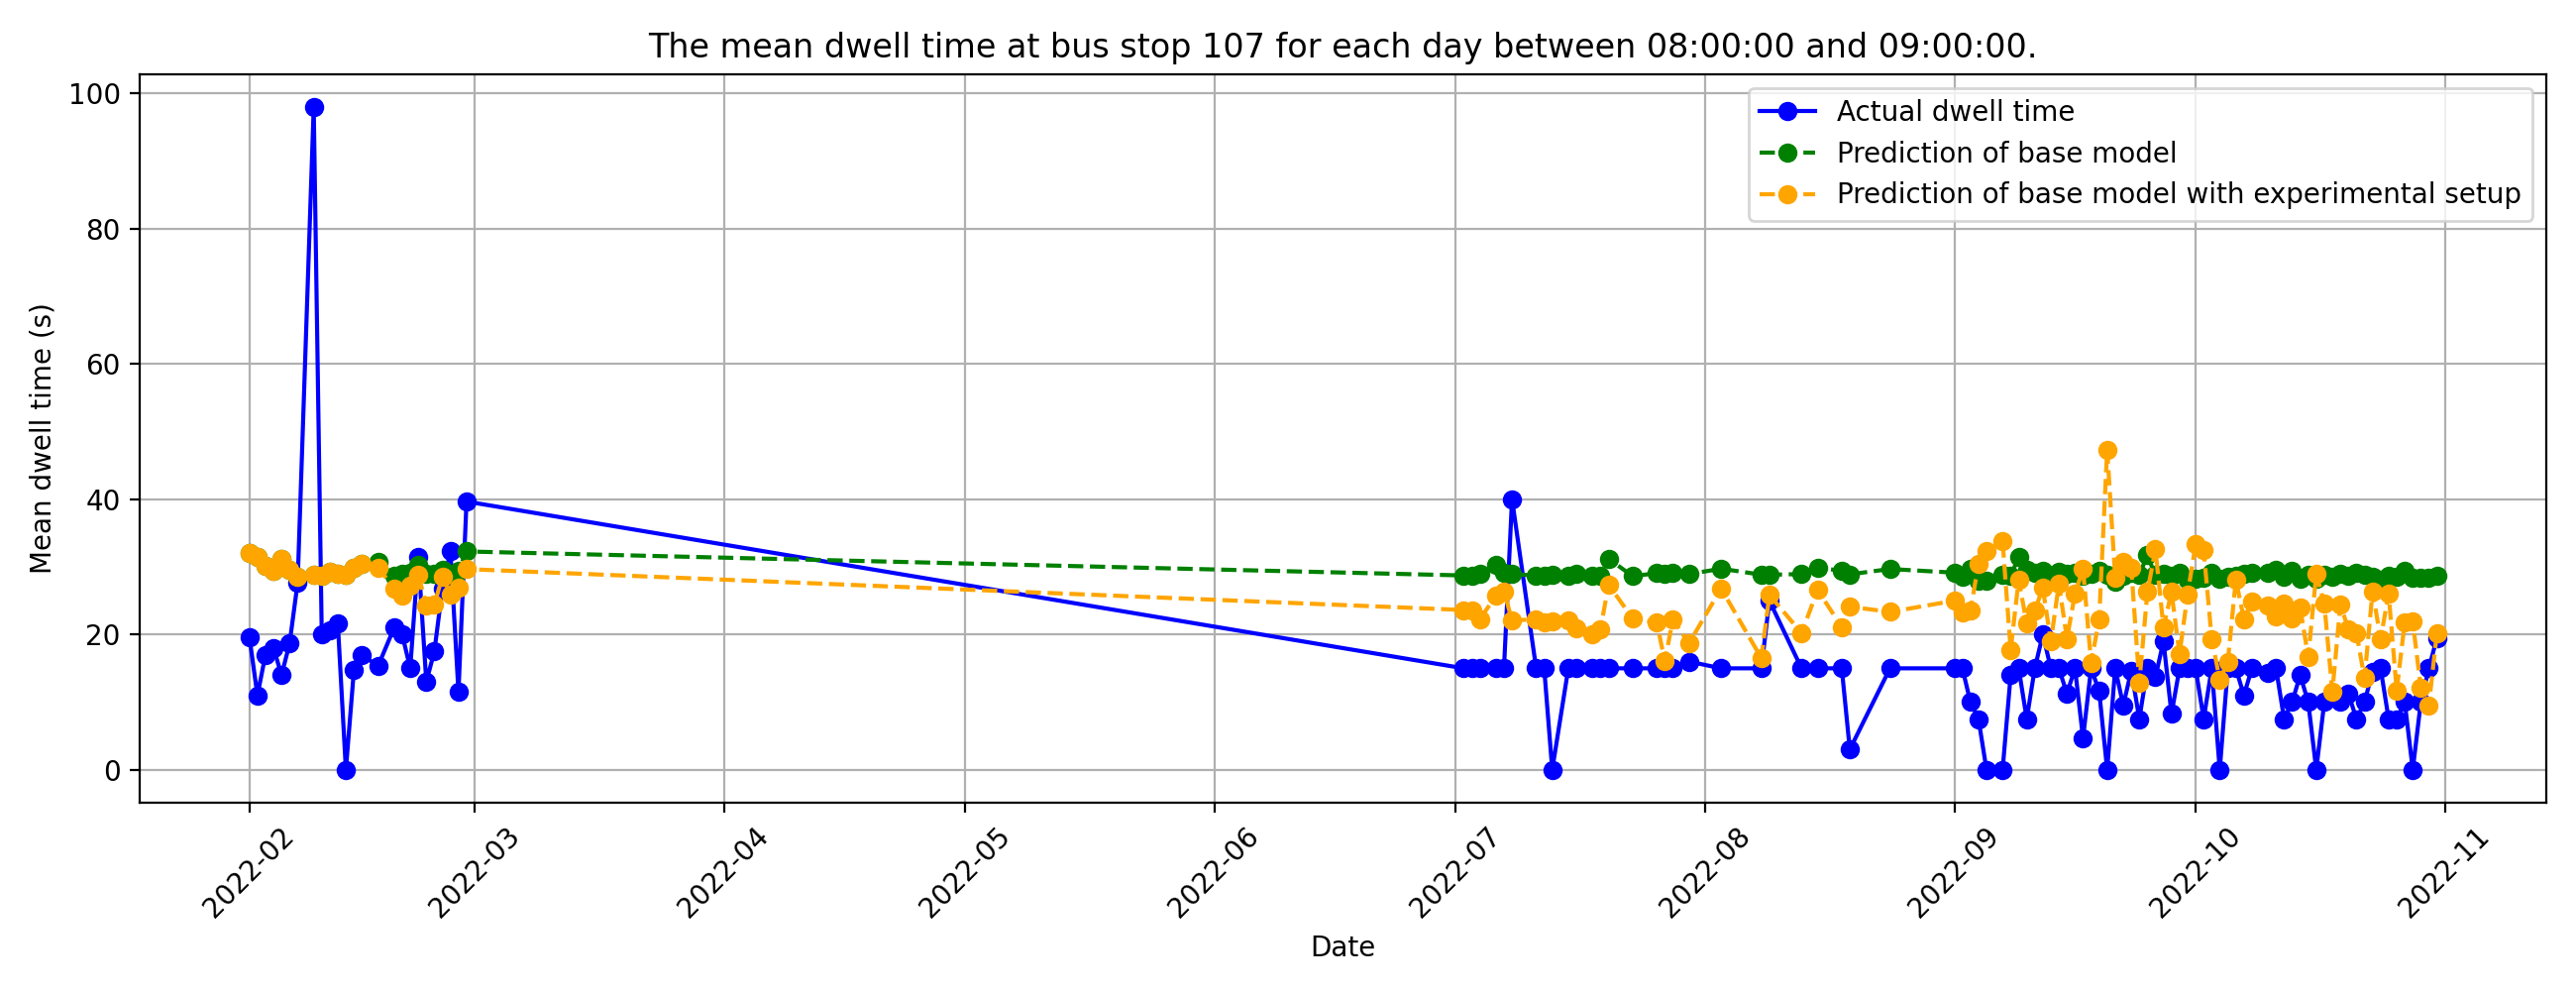 The mean dwell time at bus stop 107 for each day between 08:00:00 and 09:00:00.
100
80
60
40
20
0
Mean dwell time (s)
Actual dwell time
Prediction of base model
Prediction of base model with experimental setup
2022-02
2022-03
2022-04
2022-05
2022-06
2022-07
2022-08
2022-09
2022-10
2022-11
Date